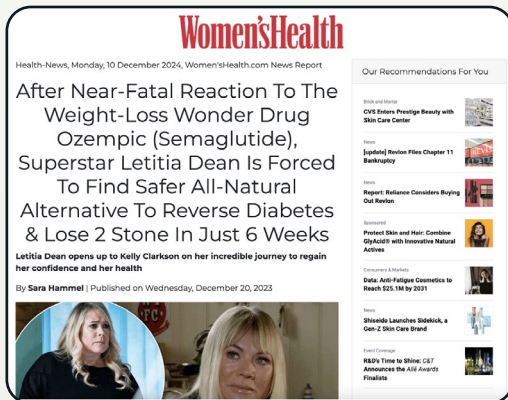 Women'sHealth
Health-News, Monday, 10 December 2024, Women'sHealth.com News Report
After Near-Fatal Reaction To The
Weight-Loss Wonder Drug
Ozempic (Semaglutide),
Superstar Letitia Dean Is Forced
To Find Safer All-Natural
Alternative To Reverse Diabetes
& Lose 2 Stone In Just 6 Weeks
Letitia Dean opens up to Kelly Clarkson on her incredible journey to regain
her confidence and her health
By Sara Hammel | Published on Wednesday, December 20, 2023
FC
Our Recommendations For You
Brick and Mortar
CVS Enters Prestige Beauty with
Skin Care Center
News
[update] Revlon Files Chapter 11
Bankruptcy
News
Report: Reliance Considers Buying
Out Revlon
Sponsored
Protect Skin and Hair: Combine
GlyAcid® with Innovative Natural
Actives
Consumers & Markets
Data: Anti-Fatigue Cosmetics to
Reach $25.1M by 2031
News
Shiseido Launches Sidekick, a
Gen-Z Skin Care Brand
Event Coverage
R&D's Time to Shine: C&T
Announces the Allē Awards
Finalists